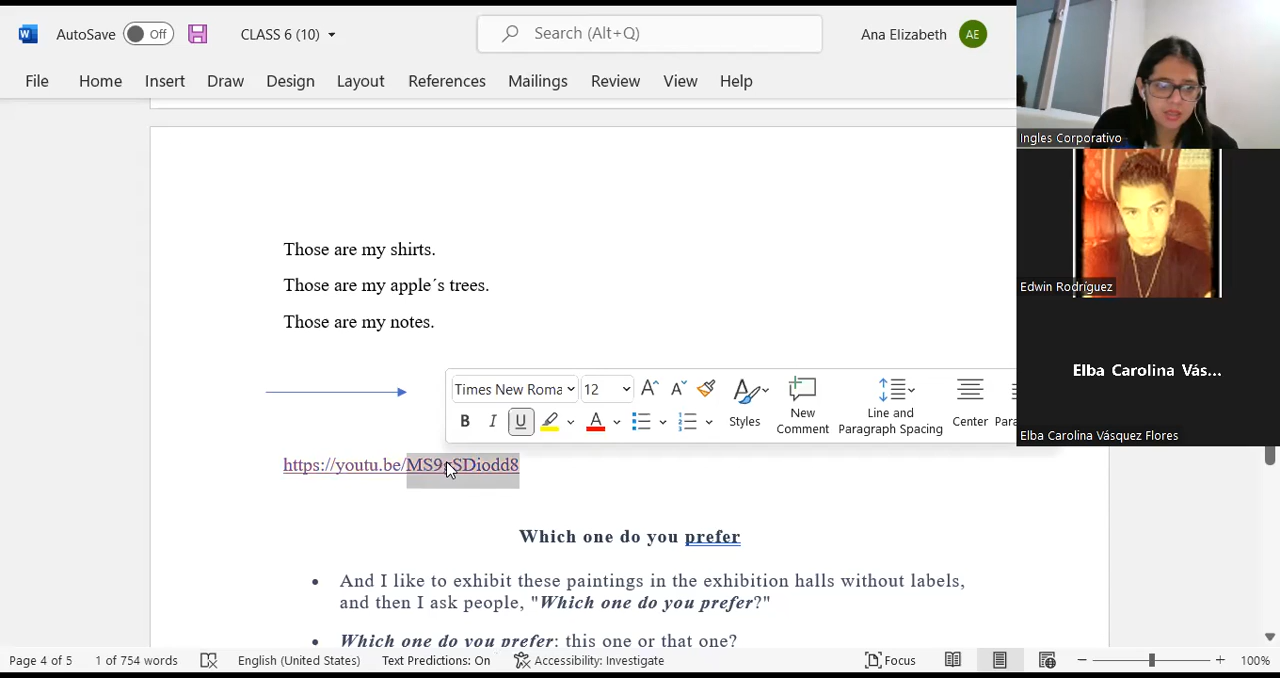 AutoSave Off CLASS 6 (10) Search (Alt+Q) Ana Elizabeth AE
File Home Insert Draw Design Layout References Mailings Review View Help
Ingles Corporativo
Edwin Rodríguez
Elba Carolina Vás...
Elba Carolina Vásquez Flores
Those are my shirts.
Those are my apple´s trees.
Those are my notes.
Times New Roma 12
Styles
New Comment
Line and Paragraph Spacing
Center
https://youtu.be/
Which one do you prefer
And I like to exhibit these paintings in the exhibition halls without labels,
and then I ask people, "Which one do you prefer?"
Which one do you prefer: this one or that one?
Page 4 of 5 1 of 754 words English (United States) Text Predictions: On Accessibility: Investigate Focus 100%